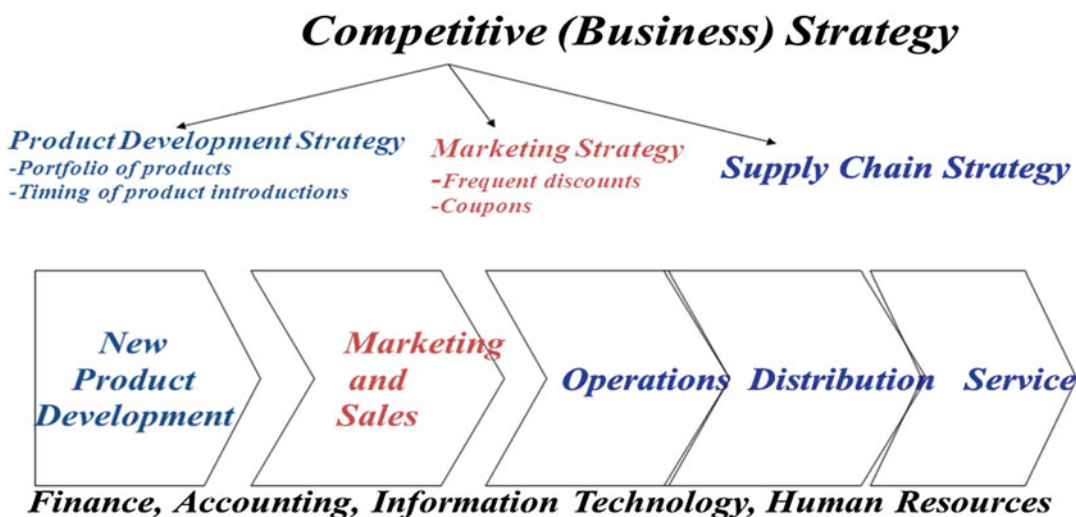 Competitive (Business) Strategy
Product Development Strategy
-Portfolio of products
-Timing of product introductions
Marketing Strategy
-Frequent discounts
-Coupons
Supply Chain Strategy
New
Product
Development
Marketing
and
Sales
Operations
Distribution
Service
Finance, Accounting, Information Technology, Human Resources